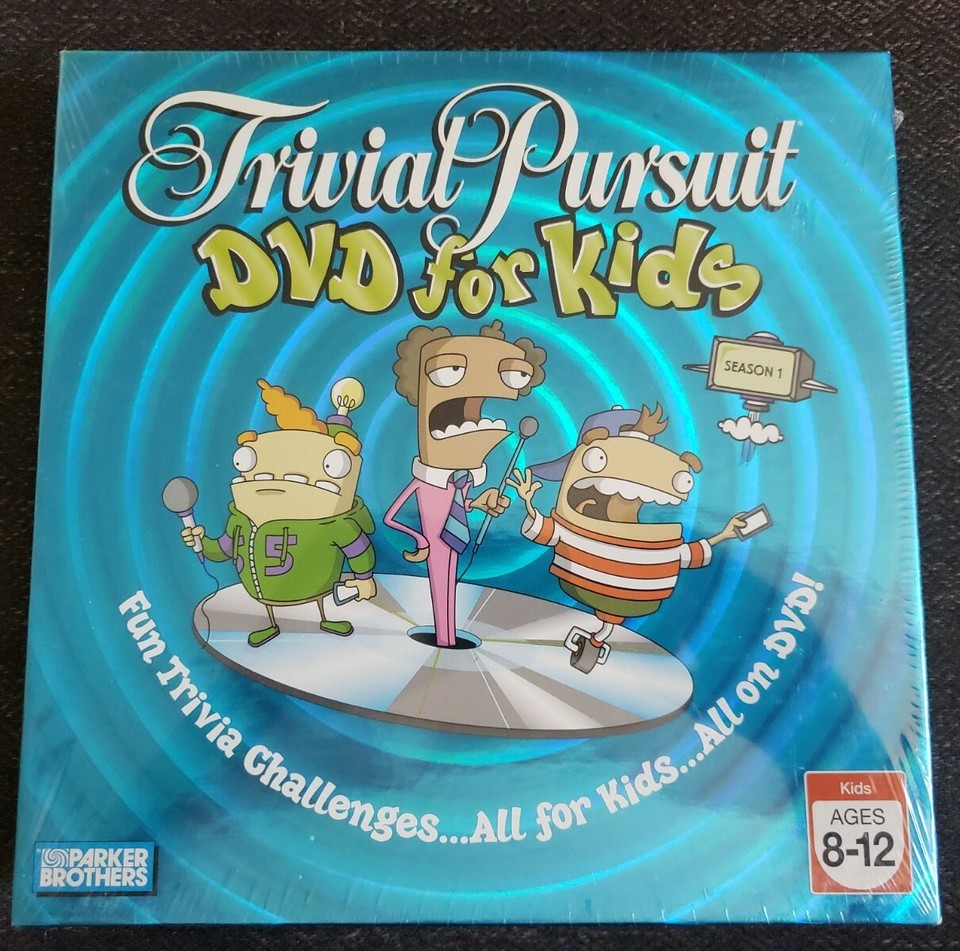 Trivial Pursuit
DVD for Kids
SEASON 1
5
Fun Trivia Challenges...All for Kids...All on DVD!
Kids
AGES
8-12
PARKER
BROTHERS